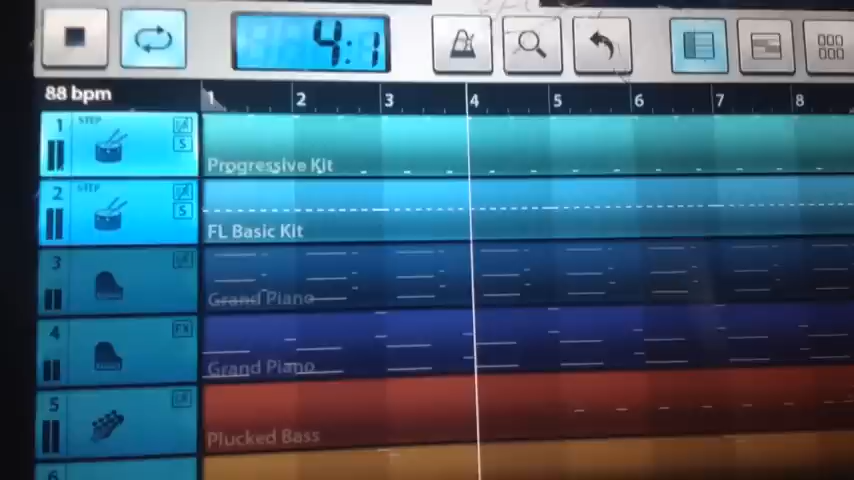 4:1
88 bpm
1 2 3 4 5 6 7 8
1 STEP
S
Progressive Kit
2 STEP
S
FL Basic Kit
3
Grand Piano
4 FX
Grand Piano
5
Plucked Bass
6